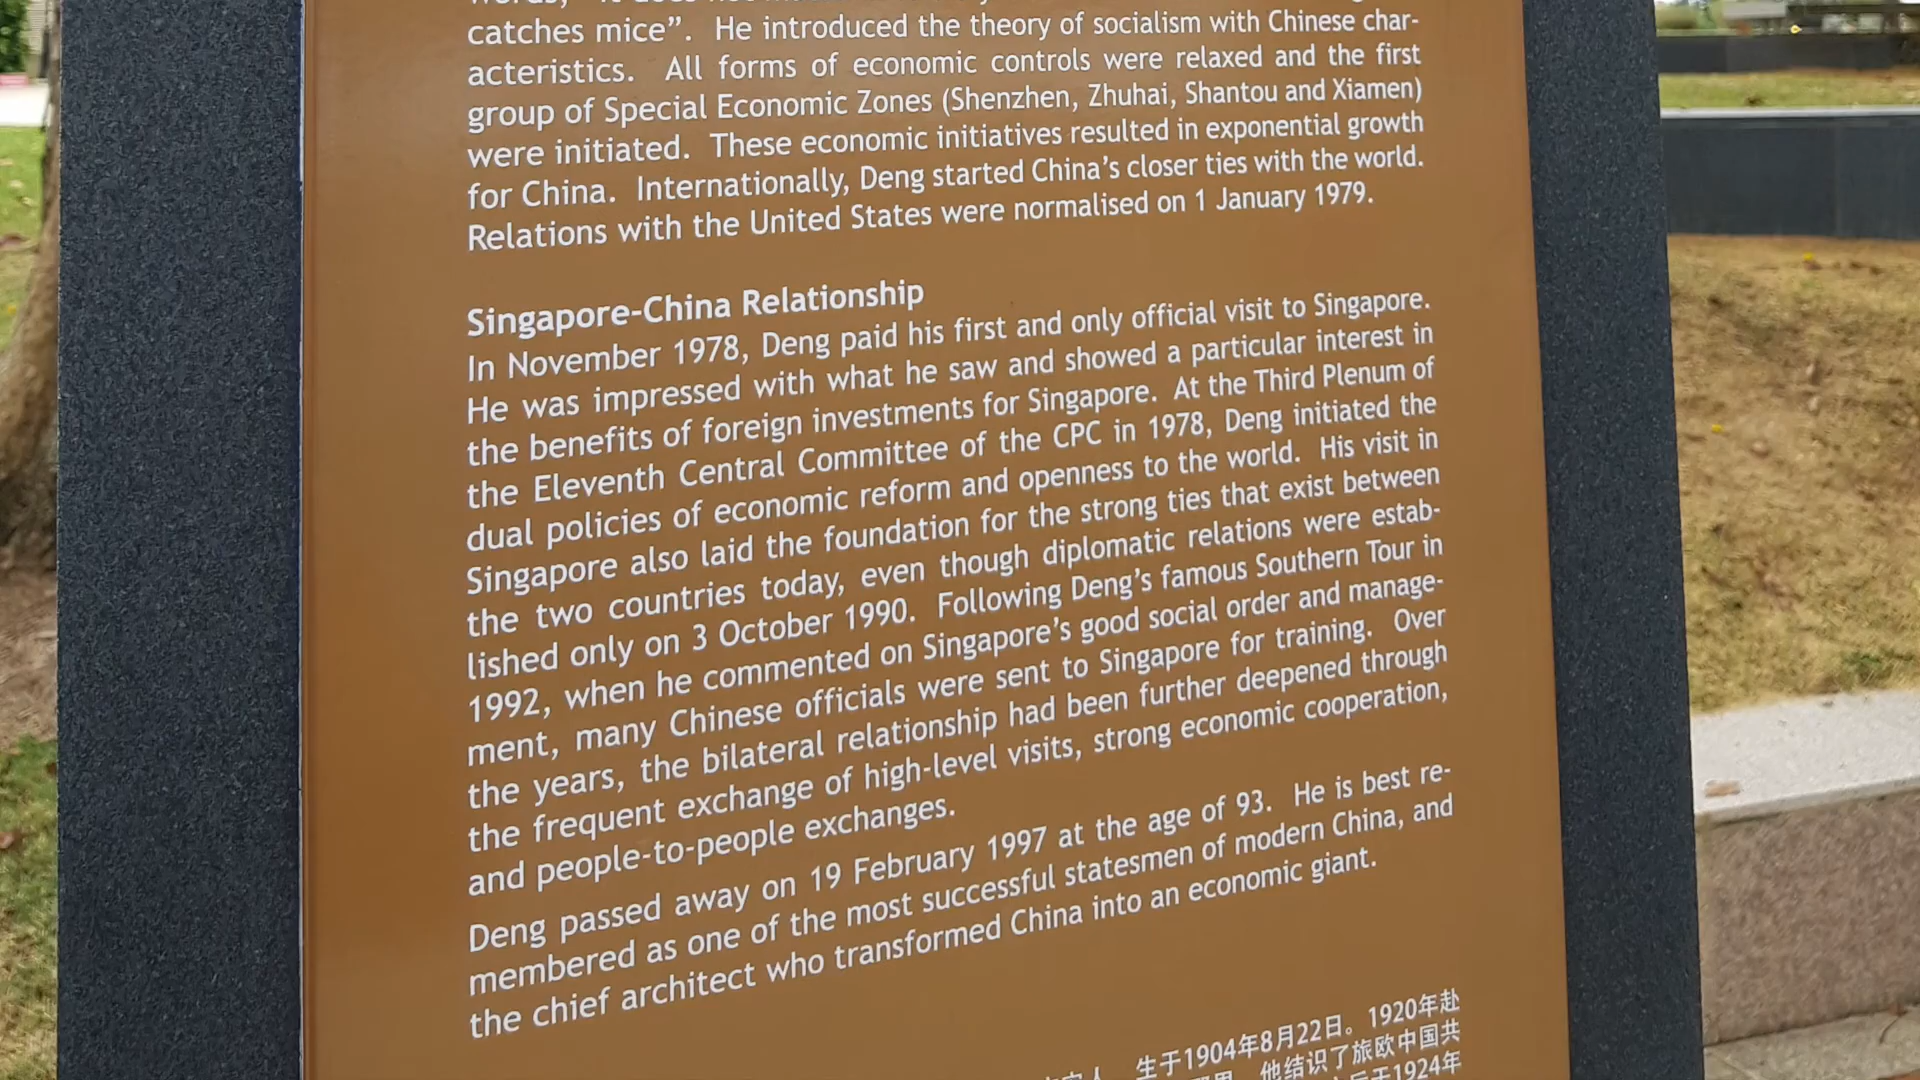 catches mice”. He introduced the theory of socialism with Chinese char-
acteristics. All forms of economic controls were relaxed and the first
group of Special Economic Zones (Shenzhen, Zhuhai, Shantou and Xiamen)
were initiated. These economic initiatives resulted in exponential growth
for China. Internationally, Deng started China’s closer ties with the world.
Relations with the United States were normalised on 1 January 1979.
Singapore-China Relationship
In November 1978, Deng paid his first and only official visit to Singapore.
He was impressed with what he saw and showed a particular interest in
the benefits of foreign investments for Singapore. At the Third Plenum of
the Eleventh Central Committee of the CPC in 1978, Deng initiated the
dual policies of economic reform and openness to the world. His visit in
Singapore also laid the foundation for the strong ties that exist between
the two countries today, even though diplomatic relations were estab-
lished only on 3 October 1990. Following Deng’s famous Southern Tour in
1992, when he commented on Singapore’s good social order and manage-
ment, many Chinese officials were sent to Singapore for training. Over
the years, the bilateral relationship had been further deepened through
the frequent exchange of high-level visits, strong economic cooperation,
and people-to-people exchanges.
Deng passed away on 19 February 1997 at the age of 93. He is best re-
membered as one of the most successful statesmen of modern China, and
the chief architect who transformed China into an economic giant.
人，生于1904年8月22日。1920年赴
他结识了旅欧中国共
于1924年